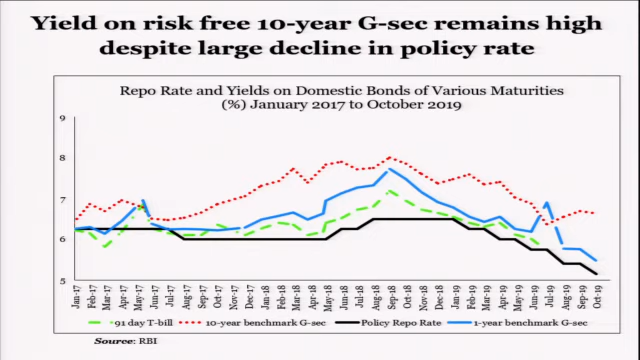 Yield on risk free 10-year G-sec remains high
despite large decline in policy rate
Repo Rate and Yields on Domestic Bonds of Various Maturities
(%) January 2017 to October 2019
9
8
7
6
5
Jan-17 Feb-17 Mar-17 Apr-17 May-17 Jun-17 Jul-17 Aug-17 Sep-17 Oct-17 Nov-17 Dec-17 Jan-18 Feb-18 Mar-18 Apr-18 May-18 Jun-18 Jul-18 Aug-18 Sep-18 Oct-18 Nov-18 Dec-18 Jan-19 Feb-19 Mar-19 Apr-19 May-19 Jun-19 Jul-19 Aug-19 Sep-19 Oct-19
91 day T-bill 10-year benchmark G-sec Policy Repo Rate 1-year benchmark G-sec
Source: RBI